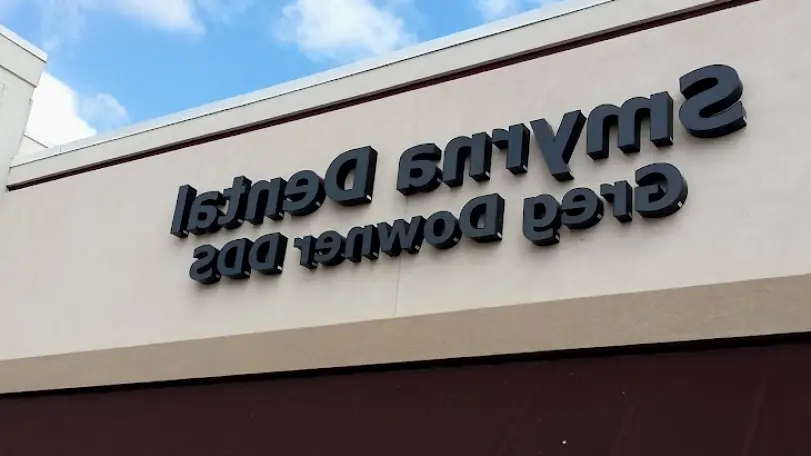 Smyrna Dental
Greg Downer DDS